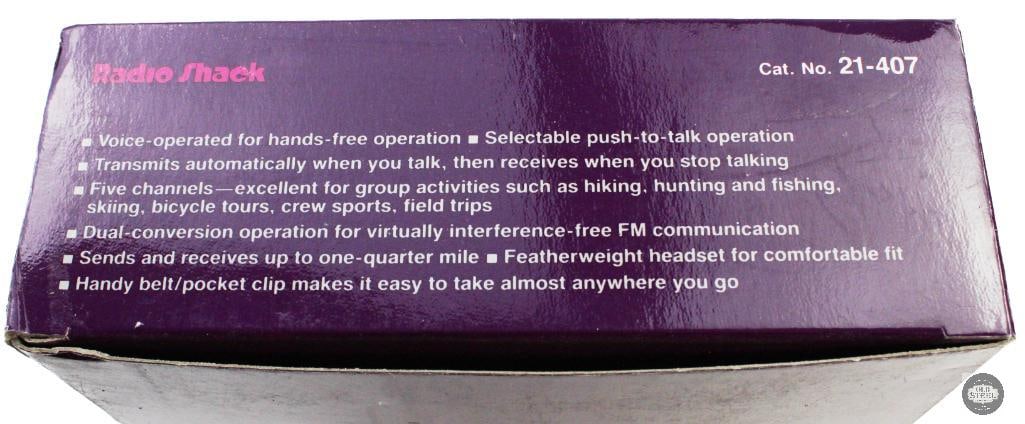 Radio Shack
Cat. No. 21-407
■ Voice-operated for hands-free operation ■ Selectable push-to-talk operation
■ Transmits automatically when you talk, then receives when you stop talking
■ Five channels—excellent for group activities such as hiking, hunting and fishing,
skiing, bicycle tours, crew sports, field trips
■ Dual-conversion operation for virtually interference-free FM communication
■ Sends and receives up to one-quarter mile ■ Featherweight headset for comfortable fit
■ Handy belt/pocket clip makes it easy to take almost anywhere you go
OLD
STEEL